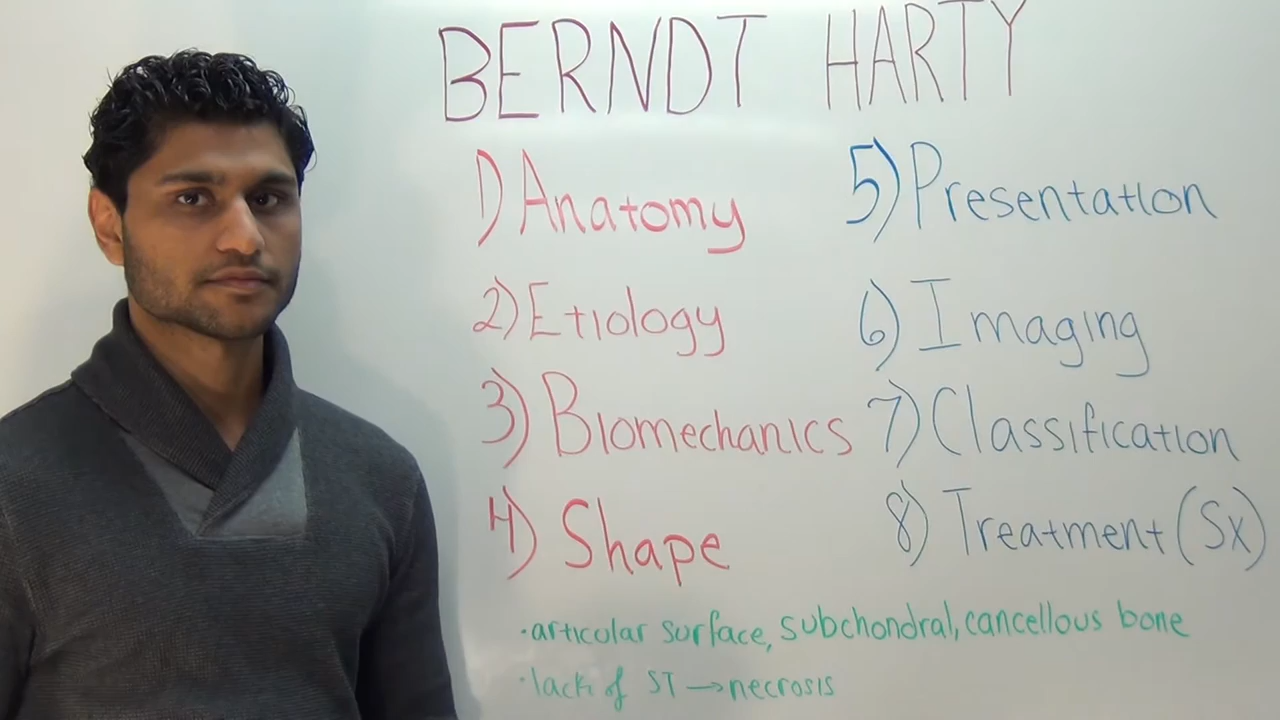 BERNDT HARTY
1) Anatomy
2) Etiology
3) Biomechanics
4) Shape
5) Presentation
6) Imaging
7) Classification
8) Treatment (Sx)
· articular surface, subchondral, cancellous bone
· lack of ST → necrosis